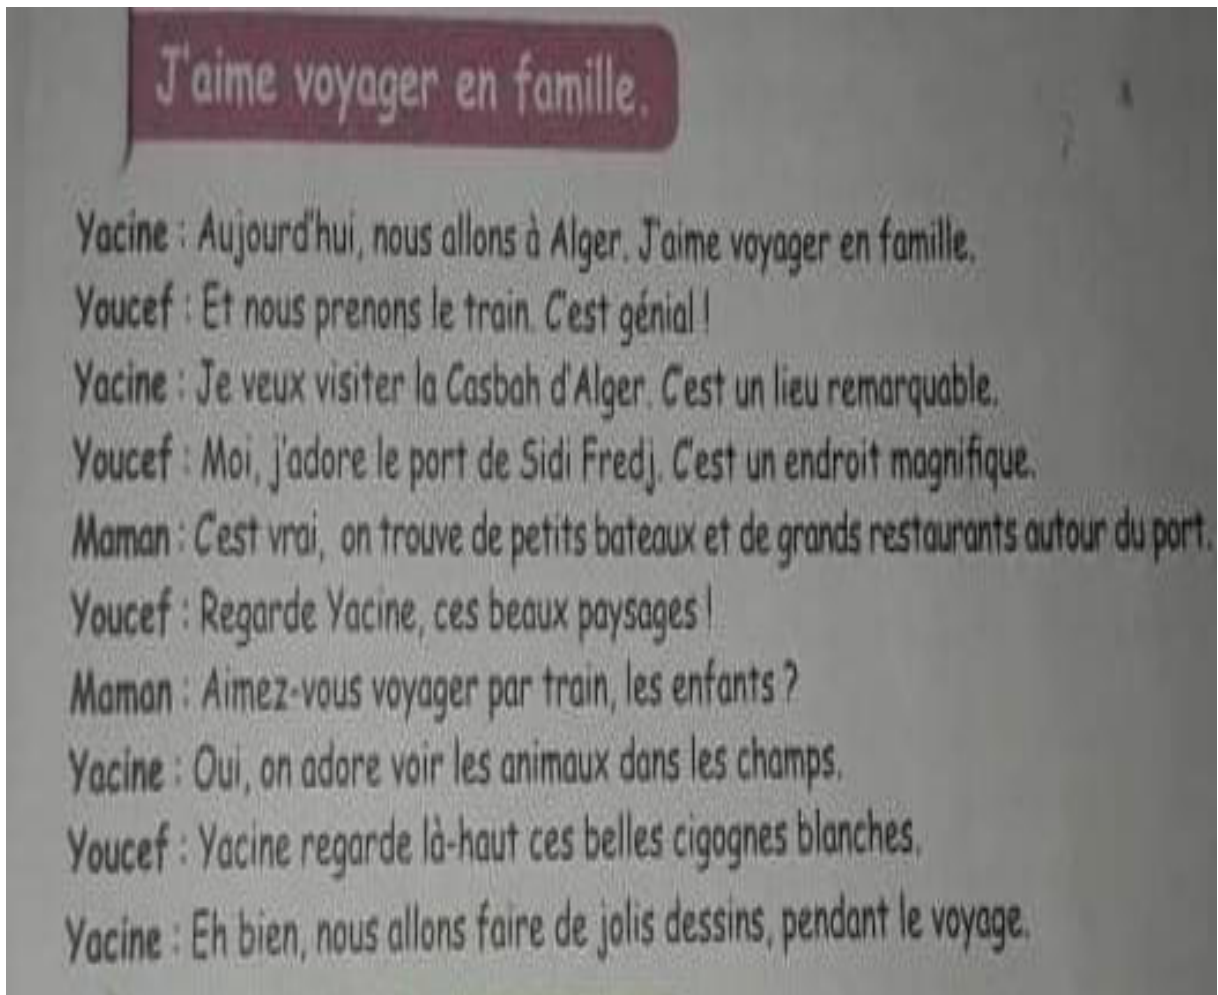 J'aime voyager en famille.
Yacine : Aujourd'hui, nous allons à Alger. J'aime voyager en famille.
Youcef : Et nous prenons le train. C'est génial !
Yacine : Je veux visiter la Casbah d'Alger. C'est un lieu remarquable.
Youcef : Moi, j'adore le port de Sidi Fredj. C'est un endroit magnifique.
Maman : C'est vrai, on trouve de petits bateaux et de grands restaurants autour du port.
Youcef : Regarde Yacine, ces beaux paysages !
Maman : Aimez-vous voyager par train, les enfants ?
Yacine : Oui, on adore voir les animaux dans les champs.
Youcef : Yacine regarde là-haut ces belles cigognes blanches.
Yacine : Eh bien, nous allons faire de jolis dessins, pendant le voyage.